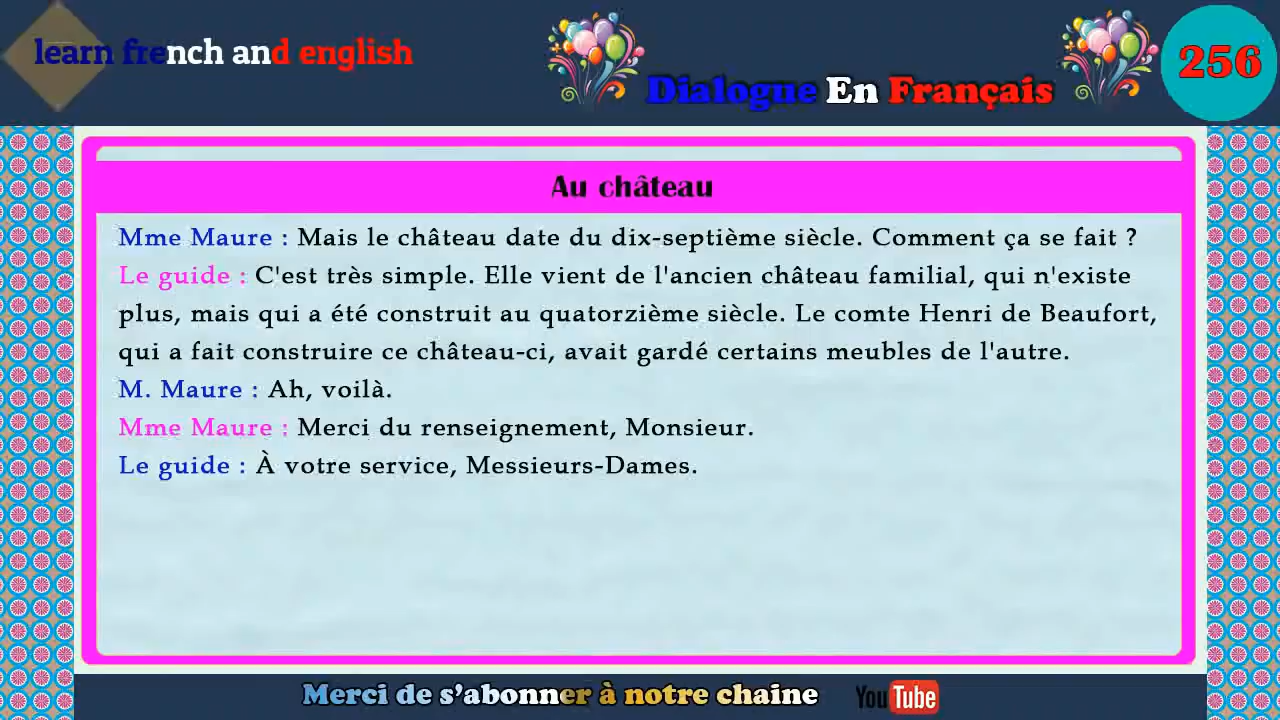 learn french and english
Dialogue En Français
256
Au château
Mme Maure : Mais le château date du dix-septième siècle. Comment ça se fait ?
Le guide : C'est très simple. Elle vient de l'ancien château familial, qui n'existe
plus, mais qui a été construit au quatorzième siècle. Le comte Henri de Beaufort,
qui a fait construire ce château-ci, avait gardé certains meubles de l'autre.
M. Maure : Ah, voilà.
Mme Maure : Merci du renseignement, Monsieur.
Le guide : À votre service, Messieurs-Dames.
Merci de s'abonner à notre chaine
YouTube